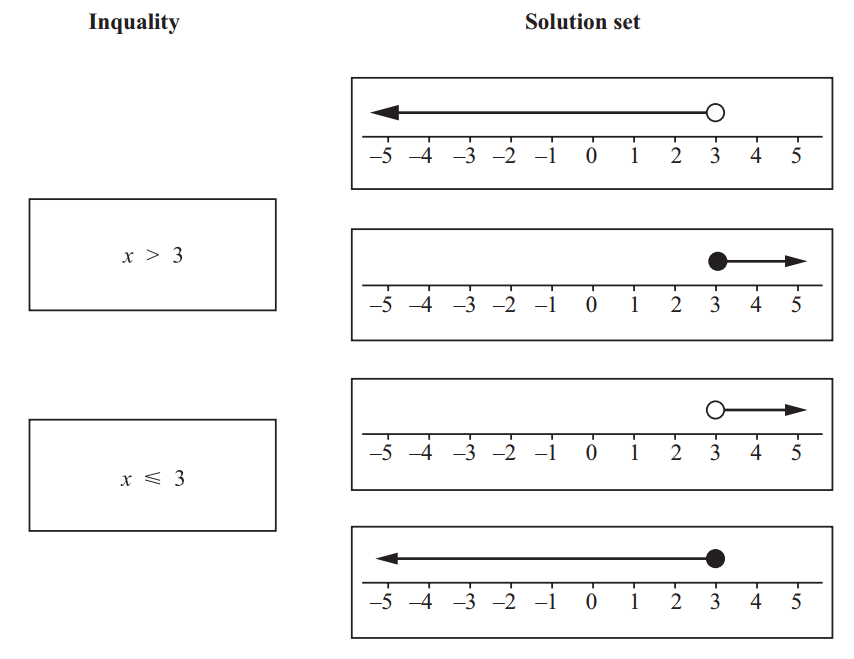 Inquality Solution set
–5 –4 –3 –2 –1 0 1 2 3 4 5
x > 3
–5 –4 –3 –2 –1 0 1 2 3 4 5
–5 –4 –3 –2 –1 0 1 2 3 4 5
x ⩽ 3
–5 –4 –3 –2 –1 0 1 2 3 4 5